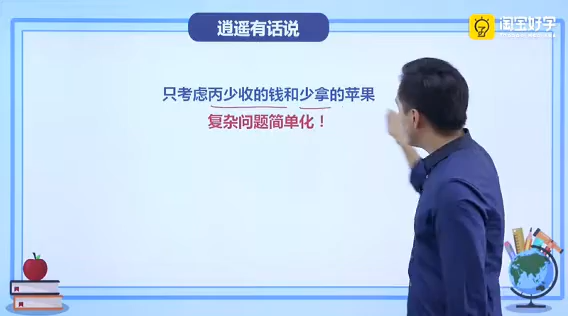 逍遥有话说
淘宝好学
只考虑丙少收的钱和少拿的苹果
复杂问题简单化！